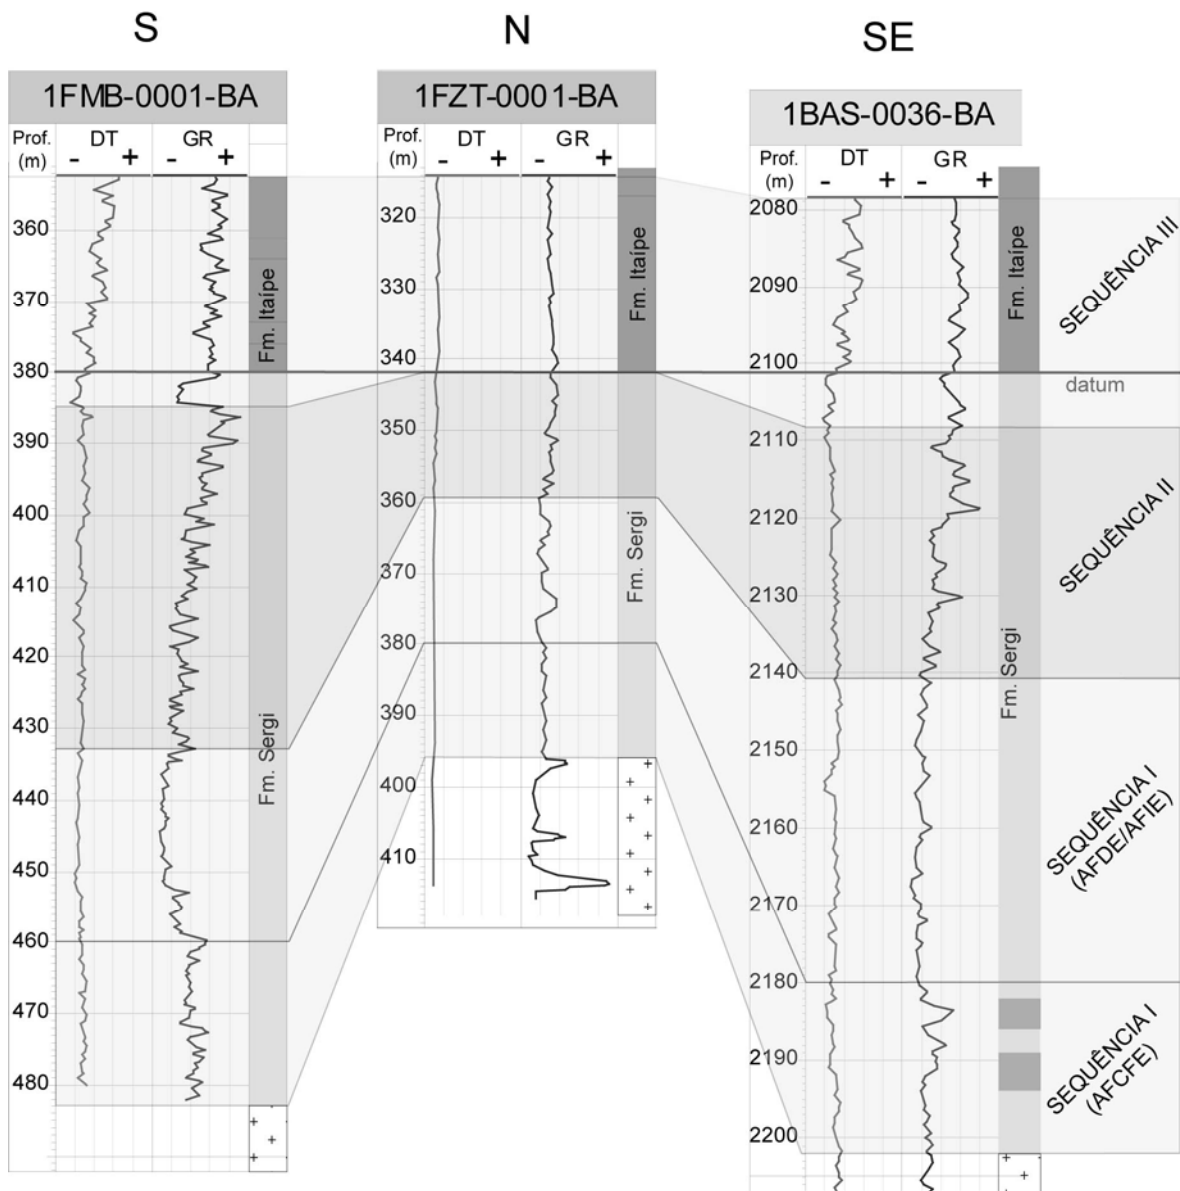 S
N
SE
1FMB-0001-BA
1FZT-0001-BA
1BAS-0036-BA
Prof.
(m)
DT
- +
GR
- +
360
370
380
390
400
410
420
430
440
450
460
470
480
Fm. Itaípe
Fm. Sergi
Prof.
(m)
DT
- +
GR
- +
320
330
340
350
360
370
380
390
400
410
Fm. Itaípe
Fm. Sergi
Prof.
(m)
DT
- +
GR
- +
2080
2090
2100
2110
2120
2130
2140
2150
2160
2170
2180
2190
2200
Fm. Itaípe
Fm. Sergi
SEQUÊNCIA III
datum
SEQUÊNCIA II
SEQUÊNCIA I
(AFDE/AFIE)
SEQUÊNCIA I
(AFCFE)